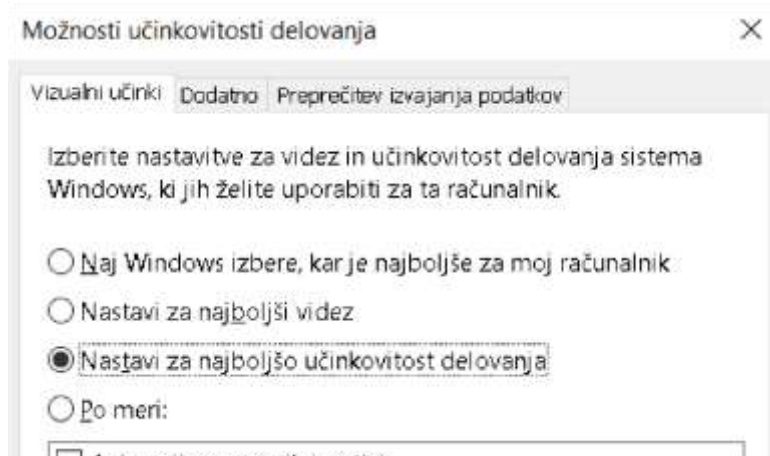 Možnosti učinkovitosti delovanja
Vizualni učinki Dodatno Preprečitev izvajanja podatkov
Izberite nastavitve za videz in učinkovitost delovanja sistema
Windows, ki jih želite uporabiti za ta računalnik.
Naj Windows izbere, kar je najboljše za moj računalnik
Nastavi za najboljši videz
Nastavi za najboljšo učinkovitost delovanja
Po meri: